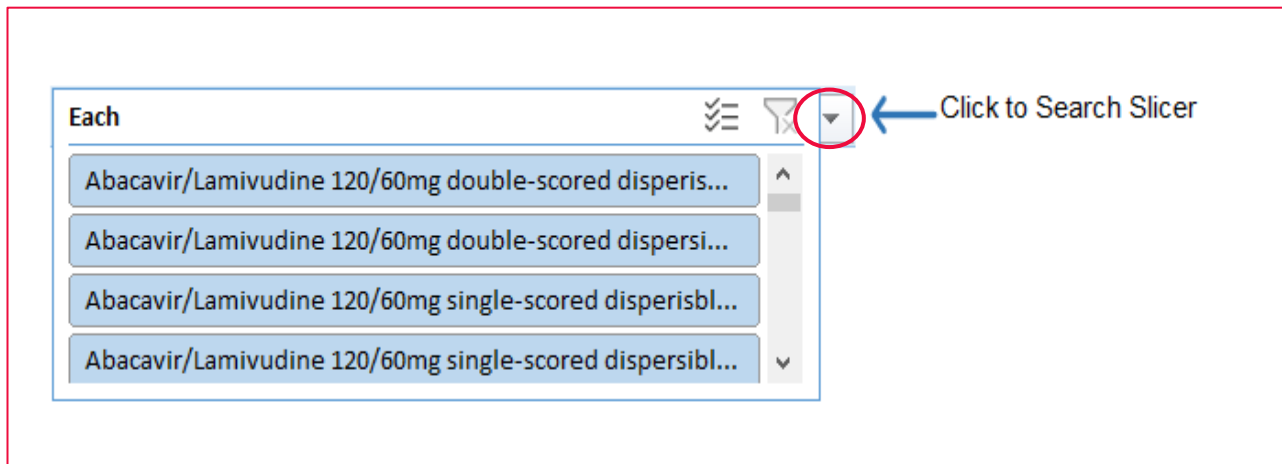 Each
Click to Search Slicer
Abacavir/Lamivudine 120/60mg double-scored disperis...
Abacavir/Lamivudine 120/60mg double-scored dispersi...
Abacavir/Lamivudine 120/60mg single-scored disperisbl...
Abacavir/Lamivudine 120/60mg single-scored dispersibl...